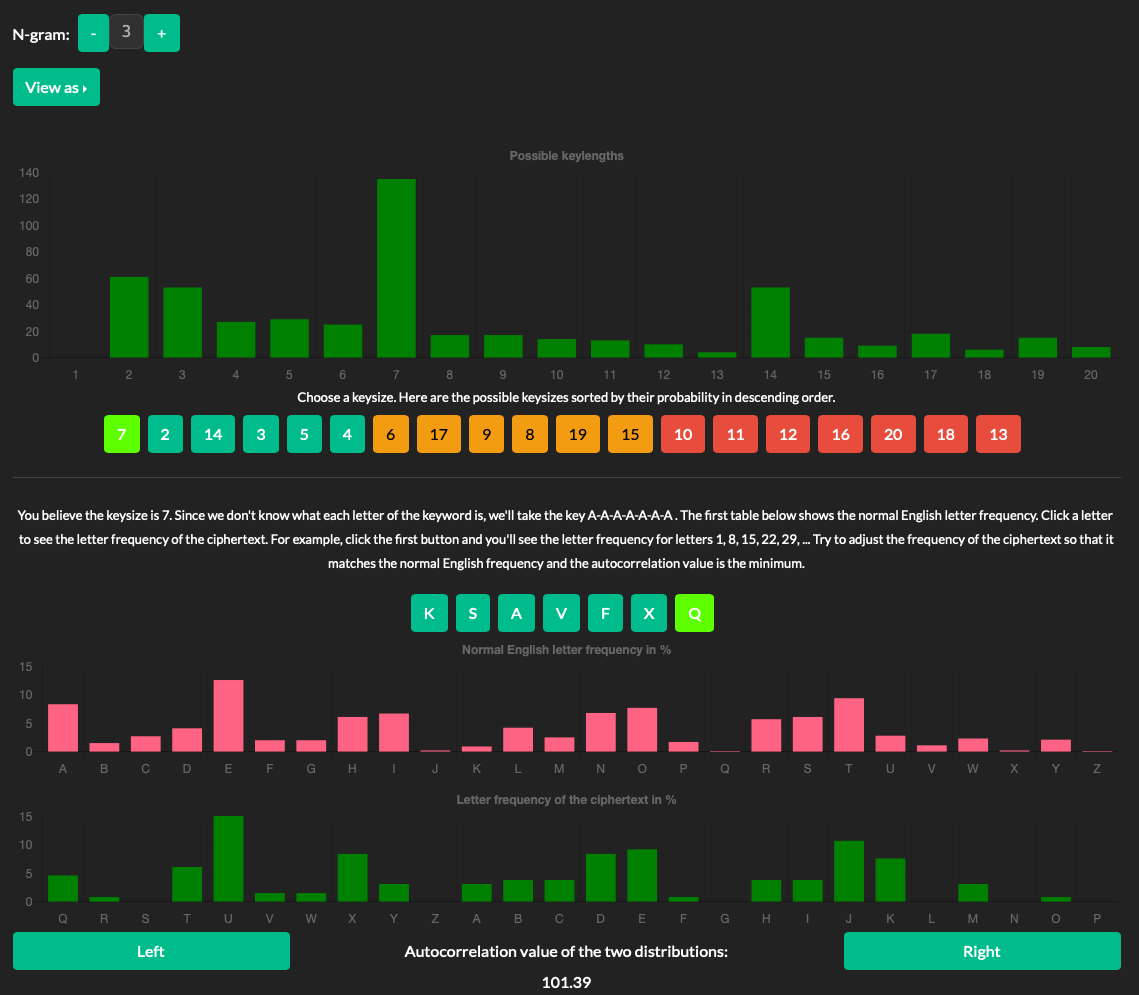 N-gram: - 3 +
View as
Possible keylengths
140
120
100
80
60
40
20
0
1 2 3 4 5 6 7 8 9 10 11 12 13 14 15 16 17 18 19 20
Choose a keysize. Here are the possible keysizes sorted by their probability in descending order.
7 2 14 3 5 4 6 17 9 8 19 15 10 11 12 16 20 18 13
You believe the keysize is 7. Since we don't know what each letter of the keyword is, we'll take the key A-A-A-A-A-A-A . The first table below shows the normal English letter frequency. Click a letter
to see the letter frequency of the ciphertext. For example, click the first button and you'll see the letter frequency for letters 1, 8, 15, 22, 29, ... Try to adjust the frequency of the ciphertext so that it
matches the normal English frequency and the autocorrelation value is the minimum.
K S A V F X Q
Normal English letter frequency in %
15
10
5
0
A B C D E F G H I J K L M N O P Q R S T U V W X Y Z
Letter frequency of the ciphertext in %
15
10
5
0
Q R S T U V W X Y Z A B C D E F G H I J K L M N O P
Left Autocorrelation value of the two distributions: Right
101.39